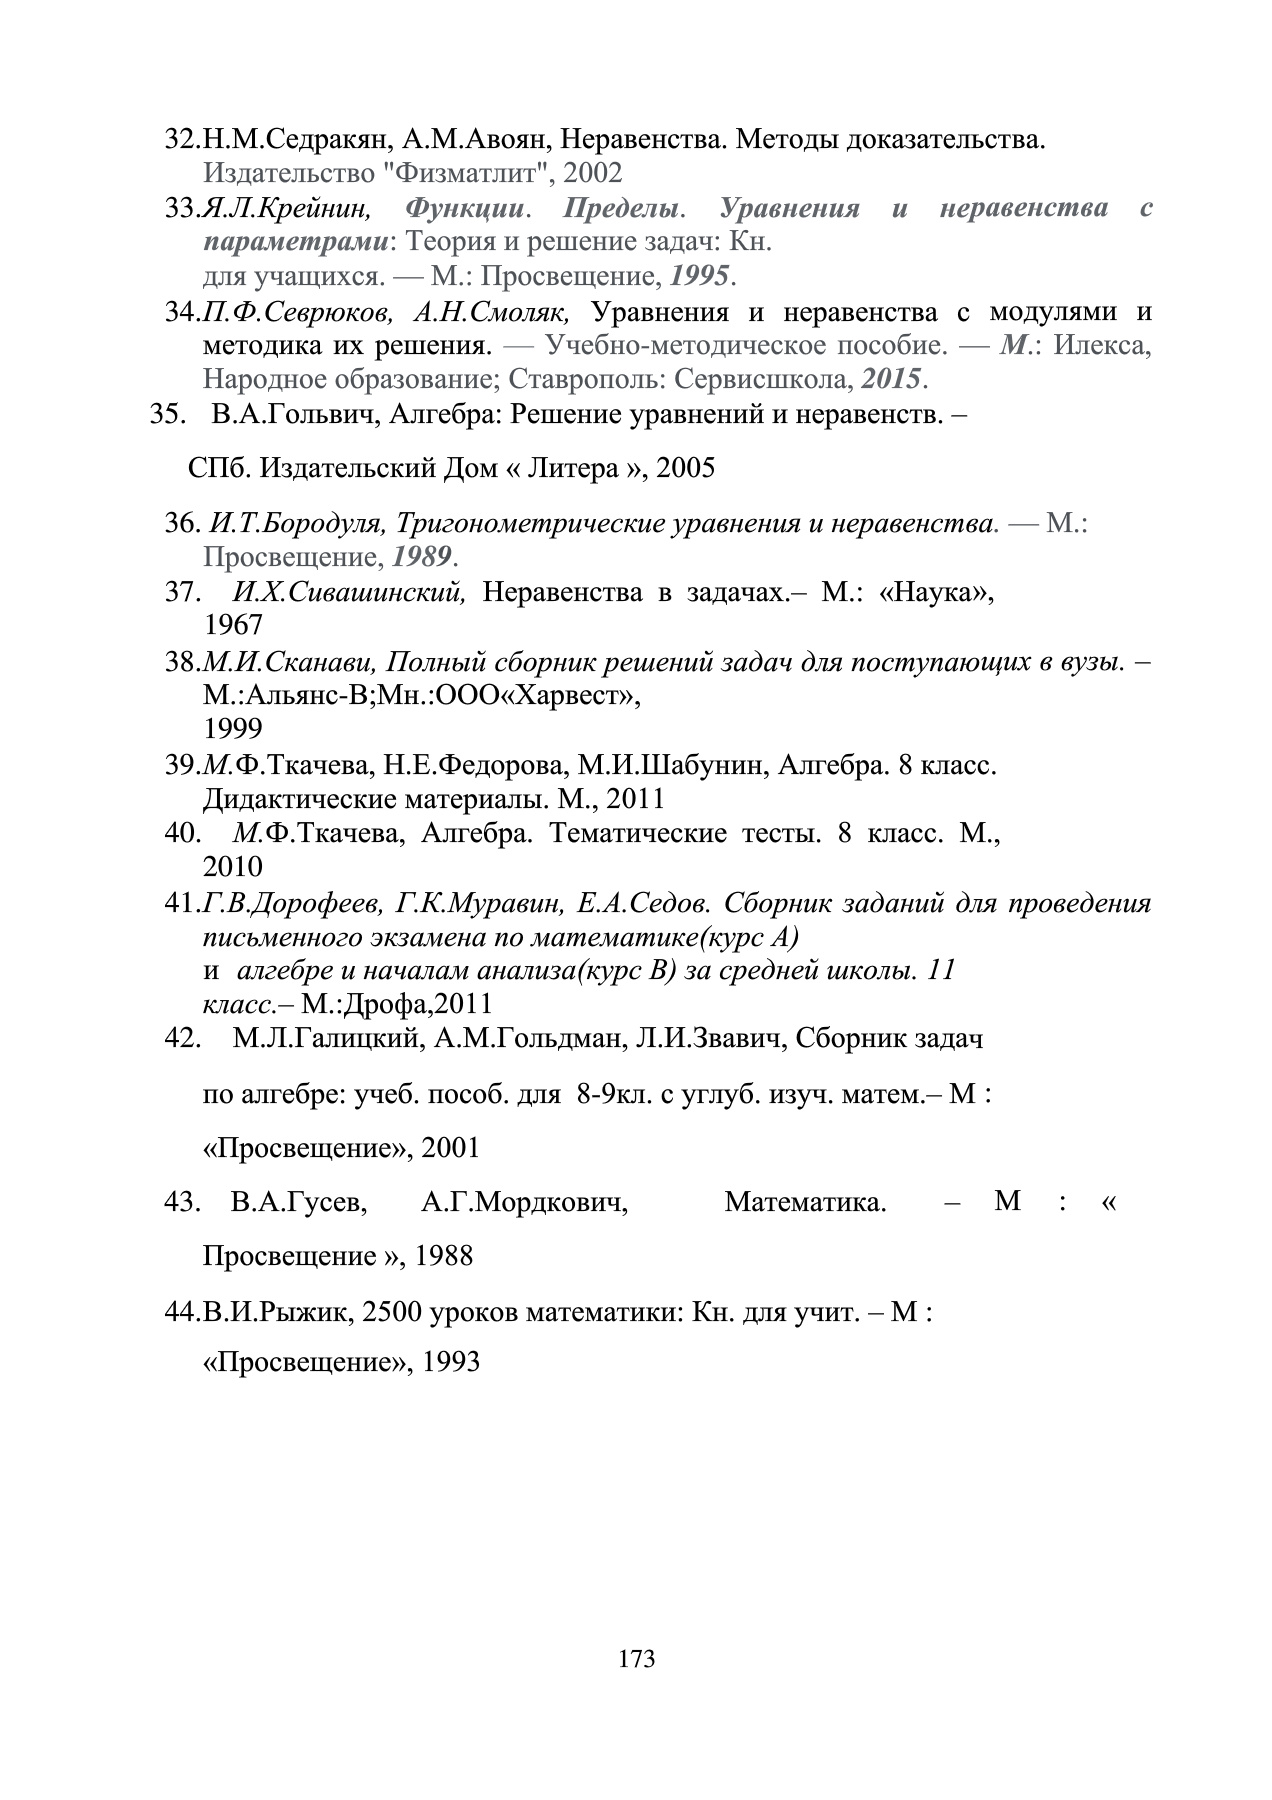 32.Н.М.Седракян, А.М.Авоян, Неравенства. Методы доказательства.
Издательство "Физматлит", 2002
33.Я.Л.Крейнин, Функции. Пределы. Уравнения и неравенства с
параметрами: Теория и решение задач: Кн.
для учащихся. — М.: Просвещение, 1995.
34.П.Ф.Севрюков, А.Н.Смоляк, Уравнения и неравенства с модулями и
методика их решения. — Учебно-методическое пособие. — М.: Илекса,
Народное образование; Ставрополь: Сервисшкола, 2015.
35. В.А.Гольвич, Алгебра: Решение уравнений и неравенств. –
СПб. Издательский Дом « Литера », 2005
36. И.Т.Бородуля, Тригонометрические уравнения и неравенства. — М.:
Просвещение, 1989.
37. И.Х.Сивашинский, Неравенства в задачах.– М.: «Наука»,
1967
38.М.И.Сканави, Полный сборник решений задач для поступающих в вузы. –
М.:Альянс-В;Мн.:ООО«Харвест»,
1999
39.М.Ф.Ткачева, Н.Е.Федорова, М.И.Шабунин, Алгебра. 8 класс.
Дидактические материалы. М., 2011
40. М.Ф.Ткачева, Алгебра. Тематические тесты. 8 класс. М.,
2010
41.Г.В.Дорофеев, Г.К.Муравин, Е.А.Седов. Сборник заданий для проведения
письменного экзамена по математике(курс А)
и алгебре и началам анализа(курс В) за средней школы. 11
класс.– М.:Дрофа,2011
42. М.Л.Галицкий, А.М.Гольдман, Л.И.Звавич, Сборник задач
по алгебре: учеб. пособ. для 8-9кл. с углуб. изуч. матем.– М :
«Просвещение», 2001
43. В.А.Гусев, А.Г.Мордкович, Математика. – М : «
Просвещение », 1988
44.В.И.Рыжик, 2500 уроков математики: Кн. для учит. – М :
«Просвещение», 1993
173